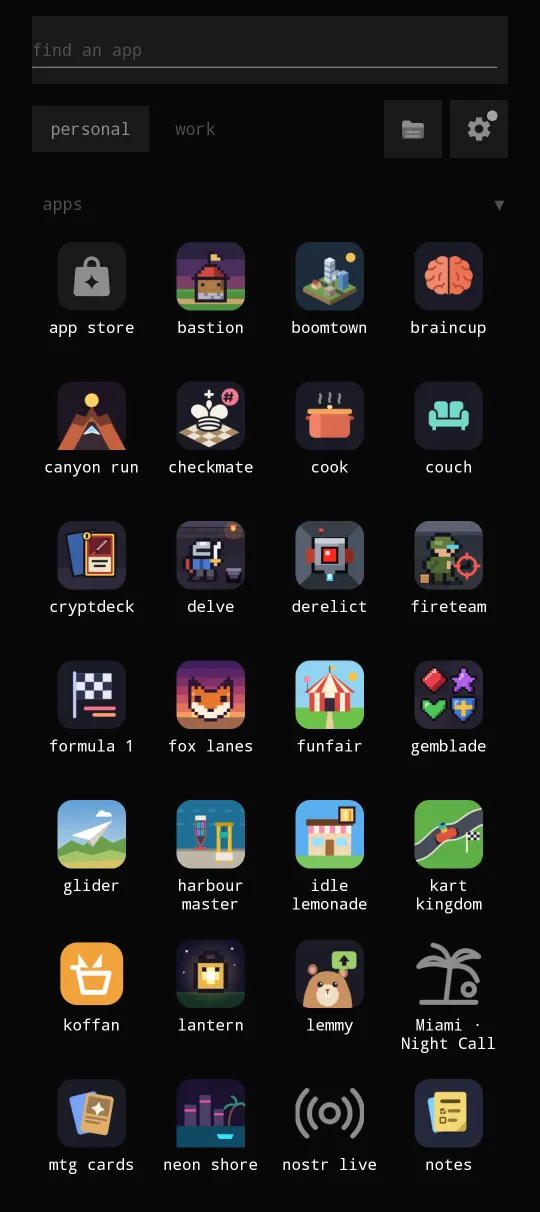 find an app
personal work
apps
app store bastion boomtown braincup
#
canyon run checkmate cook couch
cryptdeck delve derelict fireteam
formula 1 fox lanes funfair gemblade
glider harbour master idle lemonade kart kingdom
koffan lantern lemmy Miami · Night Call
mtg cards neon shore nostr live notes